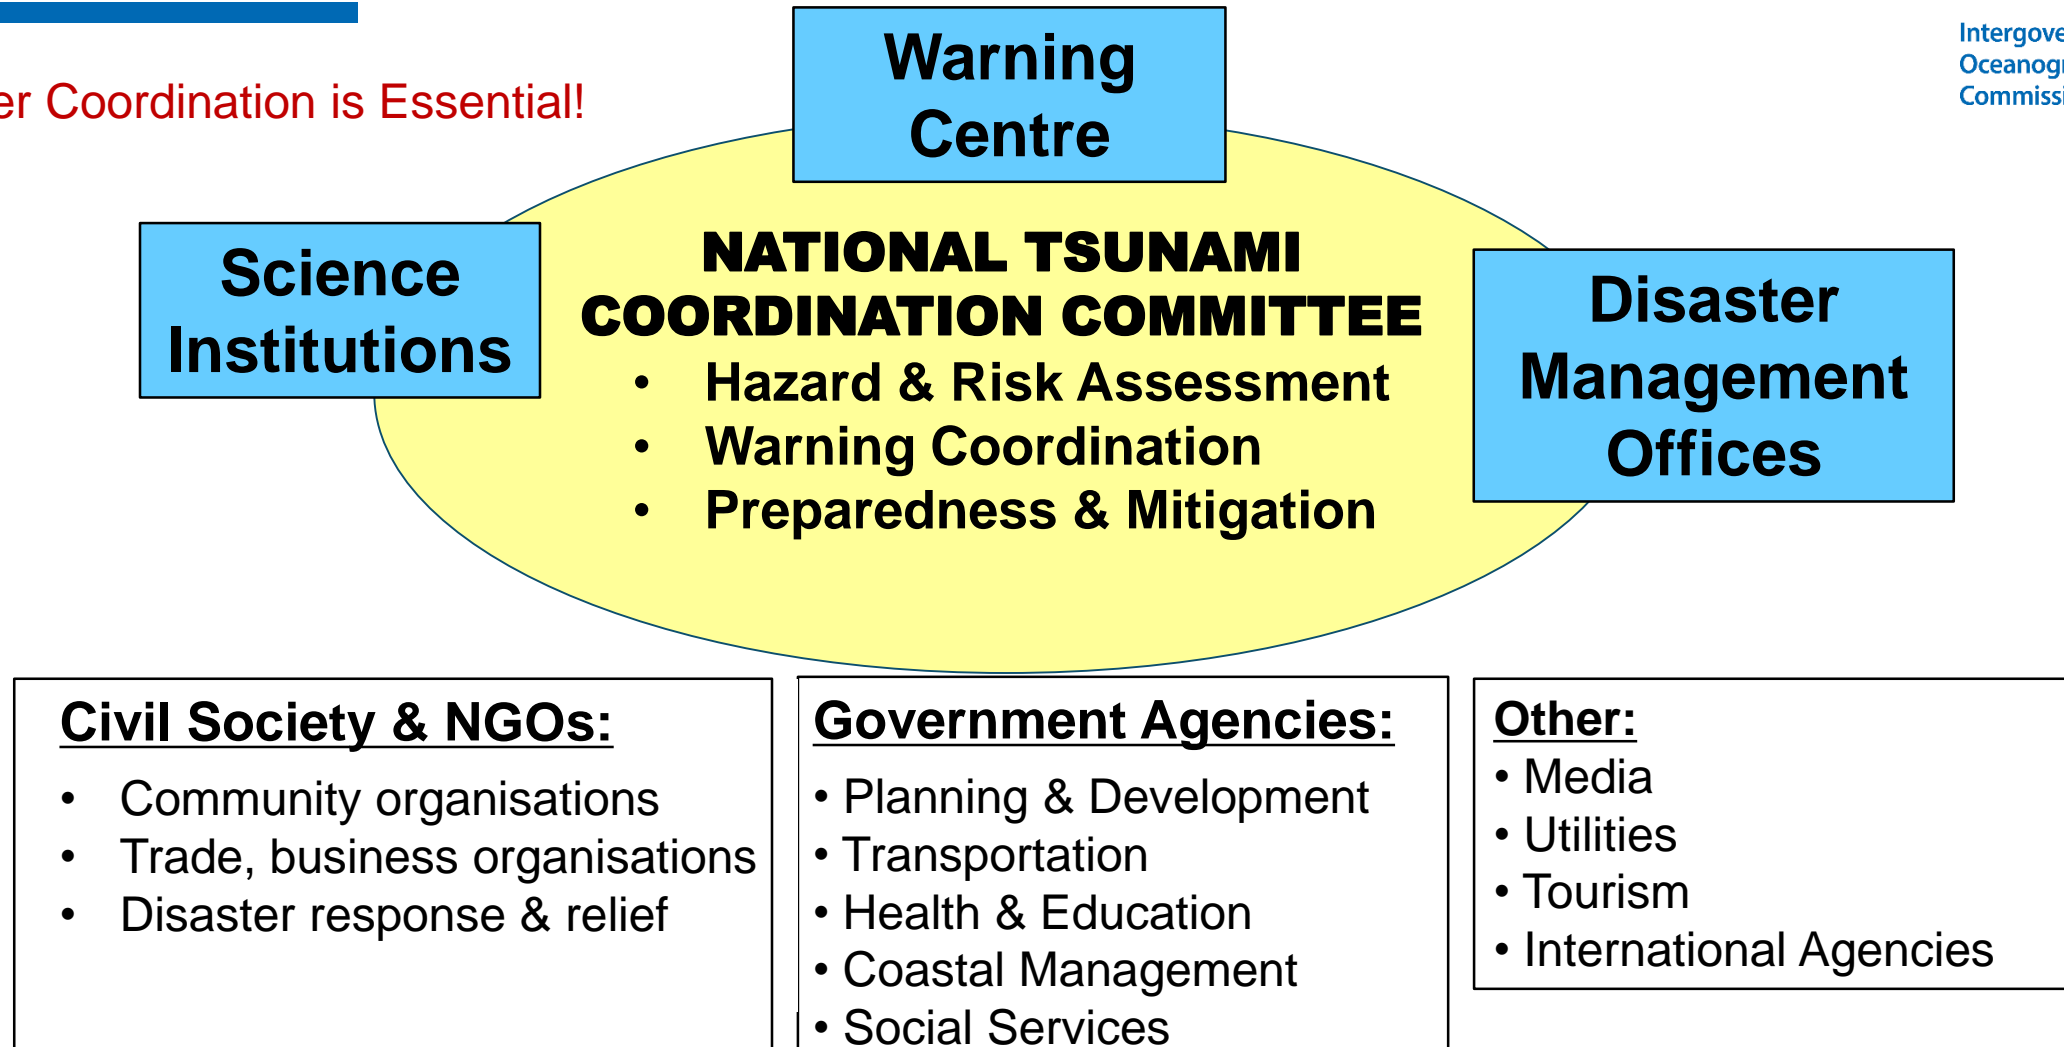 er Coordination is Essential!
Intergove
Oceanogr
Commissi
Warning
Centre
Science
Institutions
NATIONAL TSUNAMI
COORDINATION COMMITTEE
• Hazard & Risk Assessment
• Warning Coordination
• Preparedness & Mitigation
Disaster
Management
Offices
Civil Society & NGOs:
• Community organisations
• Trade, business organisations
• Disaster response & relief
Government Agencies:
• Planning & Development
• Transportation
• Health & Education
• Coastal Management
• Social Services
Other:
• Media
• Utilities
• Tourism
• International Agencies